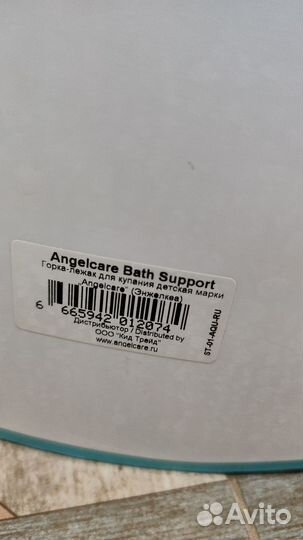 Angelcare Bath Support
Горка-Лежак для купания детская марки
„Angelcare" (Энжелкеа)
6 665942 012074
Дистрибьютор / Distributed by
ООО "Кид Трейд"
www.angelcare.ru
ST-01-AQU-RU
Avito